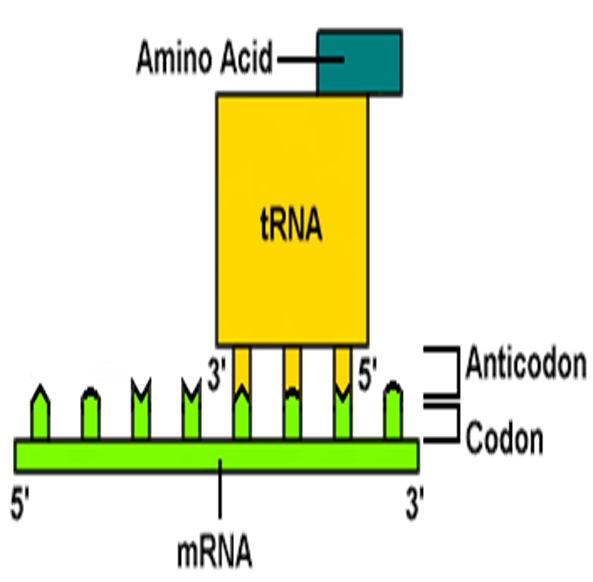 Amino Acid
tRNA
3'
5'
Anticodon
Codon
5'
3'
mRNA